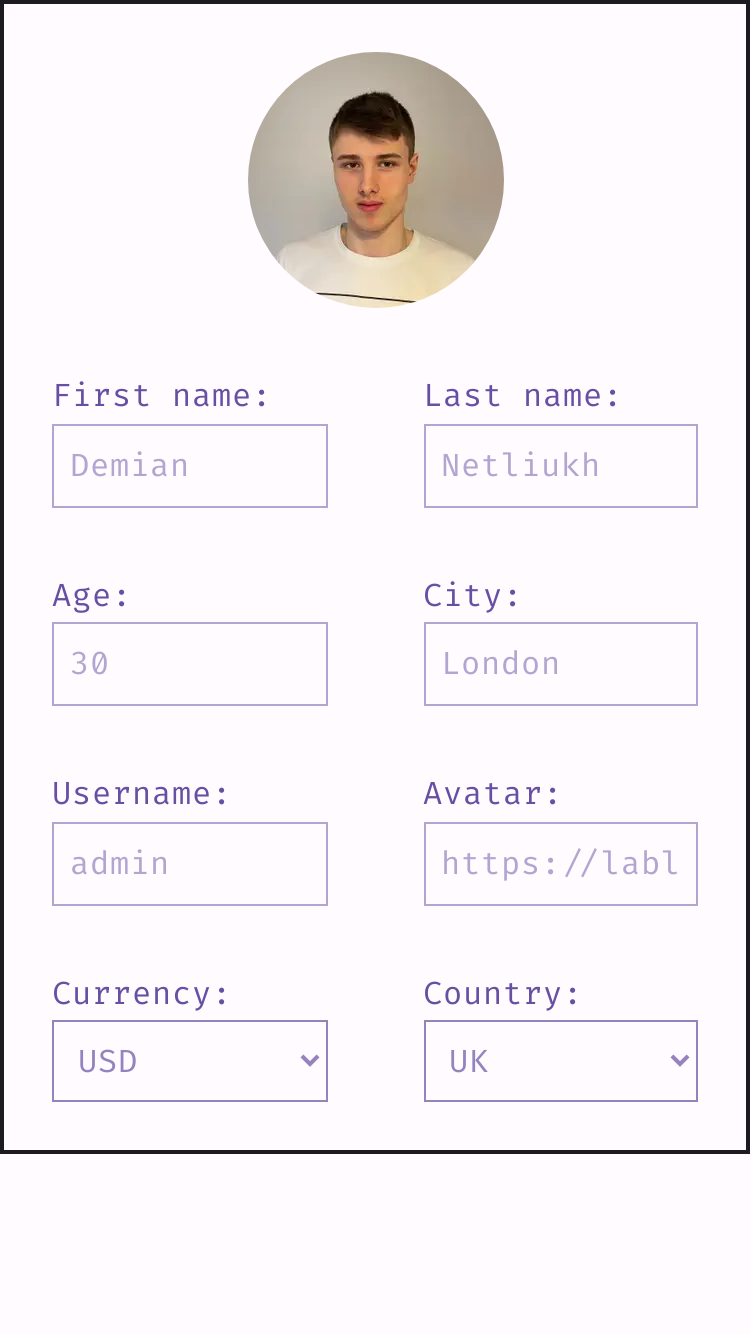 First name: Last name:
Demian Netliukh
Age: City:
30 London
Username: Avatar:
admin https://labl
Currency: Country:
USD UK